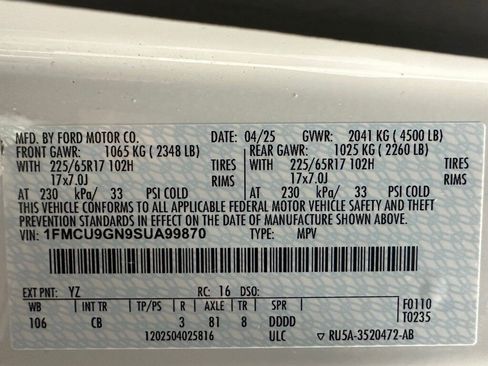 MFD. BY FORD MOTOR CO. DATE: 04/25 GVWR: 2041 KG ( 4500 LB)
FRONT GAWR: 1065 KG ( 2348 LB) REAR GAWR: 1025 KG ( 2260 LB)
WITH 225/65R17 102H TIRES WITH 225/65R17 102H TIRES
17x7.0J RIMS 17x7.0J RIMS
AT 230 kPa/ 33 PSI COLD AT 230 kPa/ 33 PSI COLD
THIS VEHICLE CONFORMS TO ALL APPLICABLE FEDERAL MOTOR VEHICLE SAFETY AND THEFT
PREVENTION STANDARDS IN EFFECT ON THE DATE OF MANUFACTURE SHOWN ABOVE.
VIN: 1FMCU9GN9SUA99870 TYPE: MPV
EXT PNT: YZ RC: 16 DSO:
WB INT TR TP/PS R AXLE TR SPR F0110
106 CB 3 81 8 DDDD T0235
1202504025816 ULC ▽ RU5A-3520472-AB